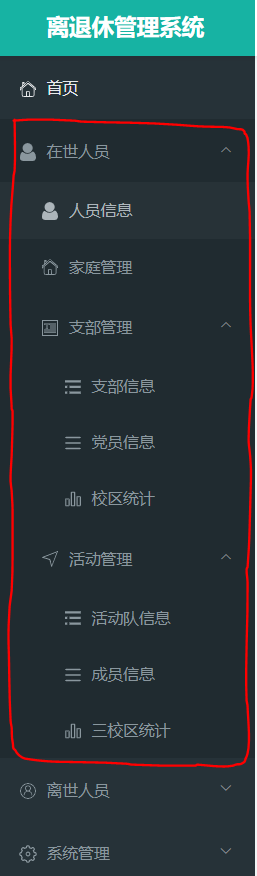 离退休管理系统
首页
在世人员
人员信息
家庭管理
支部管理
支部信息
党员信息
校区统计
活动管理
活动队信息
成员信息
三校区统计
离世人员
系统管理